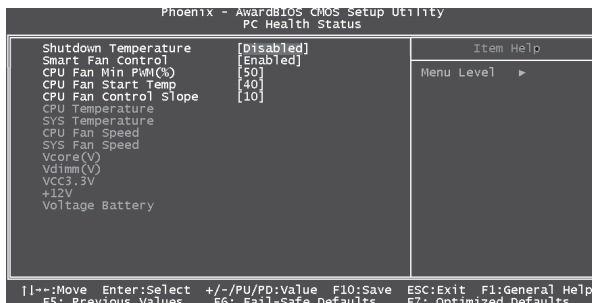 Phoenix - AwardBIOS CMOS Setup Utility
PC Health Status
Shutdown Temperature [Disabled]
Smart Fan Control [Enabled]
CPU Fan Min PWM(%) [50]
CPU Fan Start Temp [40]
CPU Fan Control Slope [10]
CPU Temperature
SYS Temperature
CPU Fan Speed
SYS Fan Speed
Vcore(V)
Vdimm(V)
VCC3.3V
+12V
Voltage Battery
Item Help
Menu Level ►
↑↓→←:Move Enter:Select +/-/PU/PD:Value F10:Save ESC:Exit F1:General Help
F5: Previous Values F6: Fail-Safe Defaults F7: Optimized Defaults